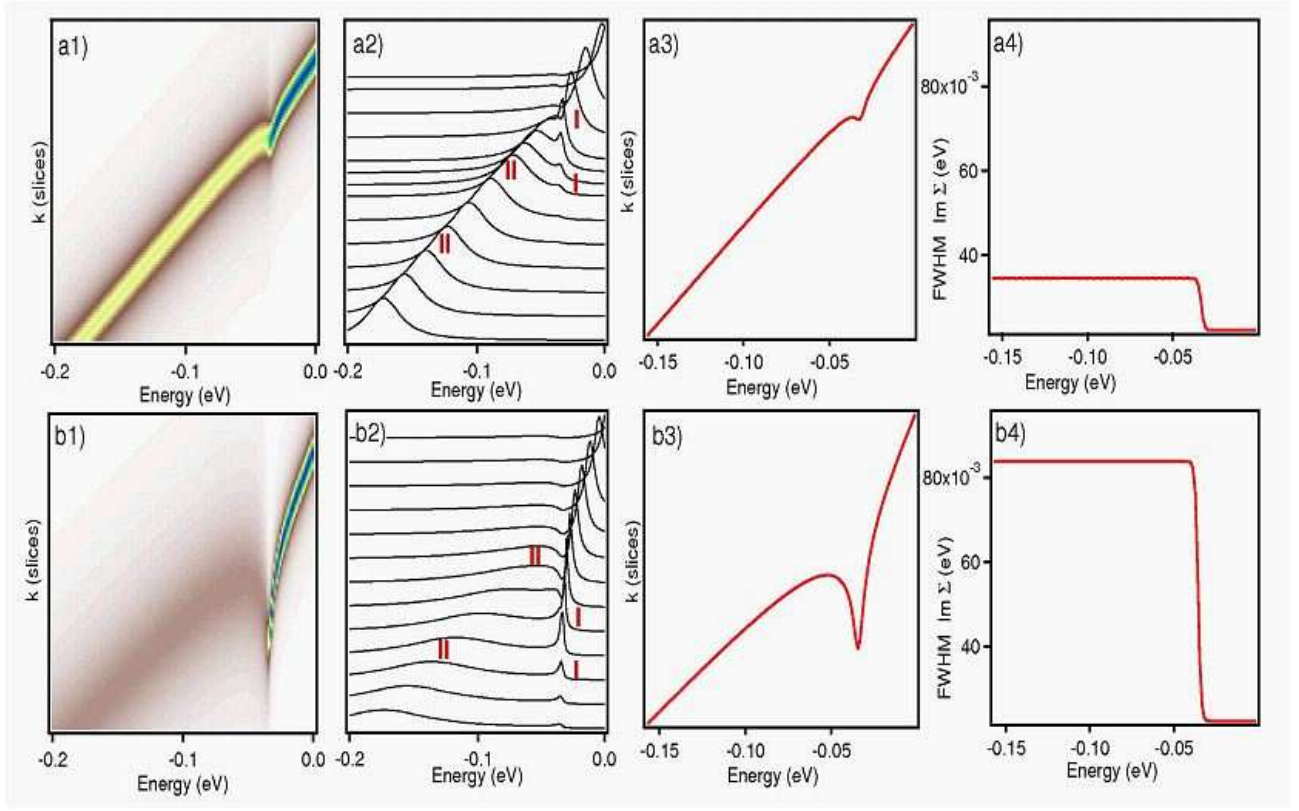 a1)
k (slices)
-0.2 -0.1 0.0
Energy (eV)
a2)
I
II
I
II
-0.2 -0.1 0.0
Energy (eV)
a3)
k (slices)
-0.15 -0.10 -0.05
Energy (eV)
a4)
FWHM Im Σ (eV)
80x10-3
60
40
-0.15 -0.10 -0.05
Energy (eV)
b1)
k (slices)
-0.2 -0.1 0.0
Energy (eV)
b2)
II
I
II
I
-0.2 -0.1 0.0
Energy (eV)
b3)
k (slices)
-0.15 -0.10 -0.05
Energy (eV)
b4)
FWHM Im Σ (eV)
80x10-3
60
40
-0.15 -0.10 -0.05
Energy (eV)